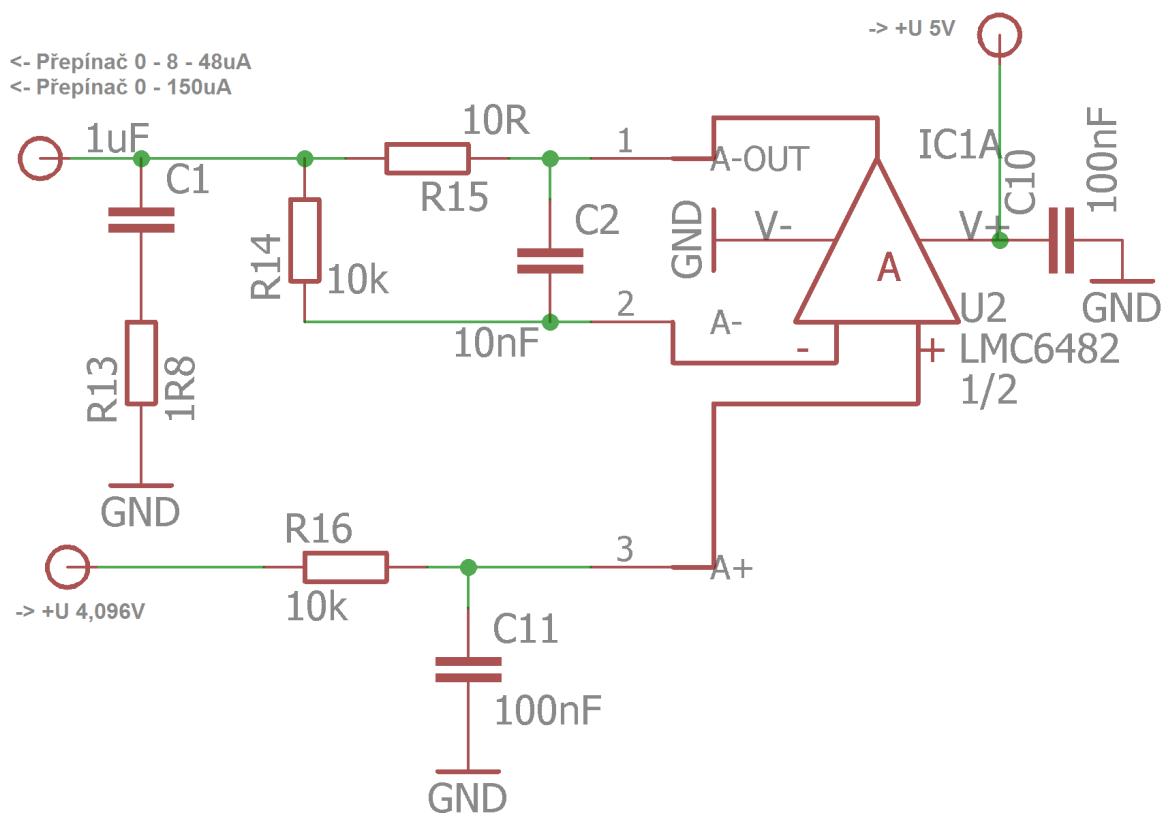 -> +U 5V
<- Přepínač 0 - 8 - 48uA
<- Přepínač 0 - 150uA
1uF
C1
10R
R15
1
A-OUT
IC1A
C10
100nF
R14
10k
C2
10nF
GND
V-
A
V+
GND
2
A-
-
+
U2
LMC6482
1/2
R13
1R8
GND
R16
10k
3
A+
-> +U 4,096V
C11
100nF
GND